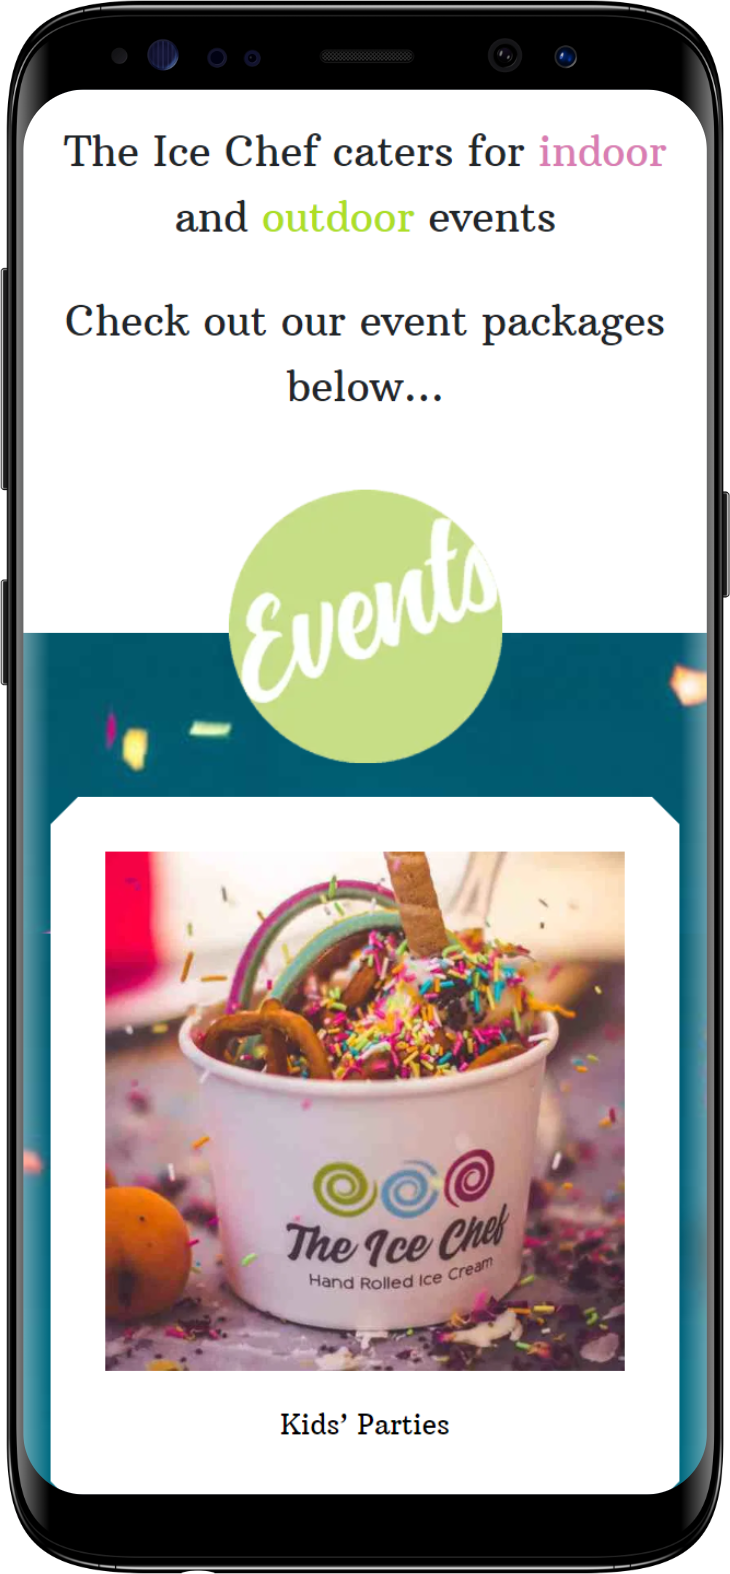 The Ice Chef caters for indoor
and outdoor events
Check out our event packages
below...
Events
The Ice Chef
Hand Rolled Ice Cream
Kids’ Parties